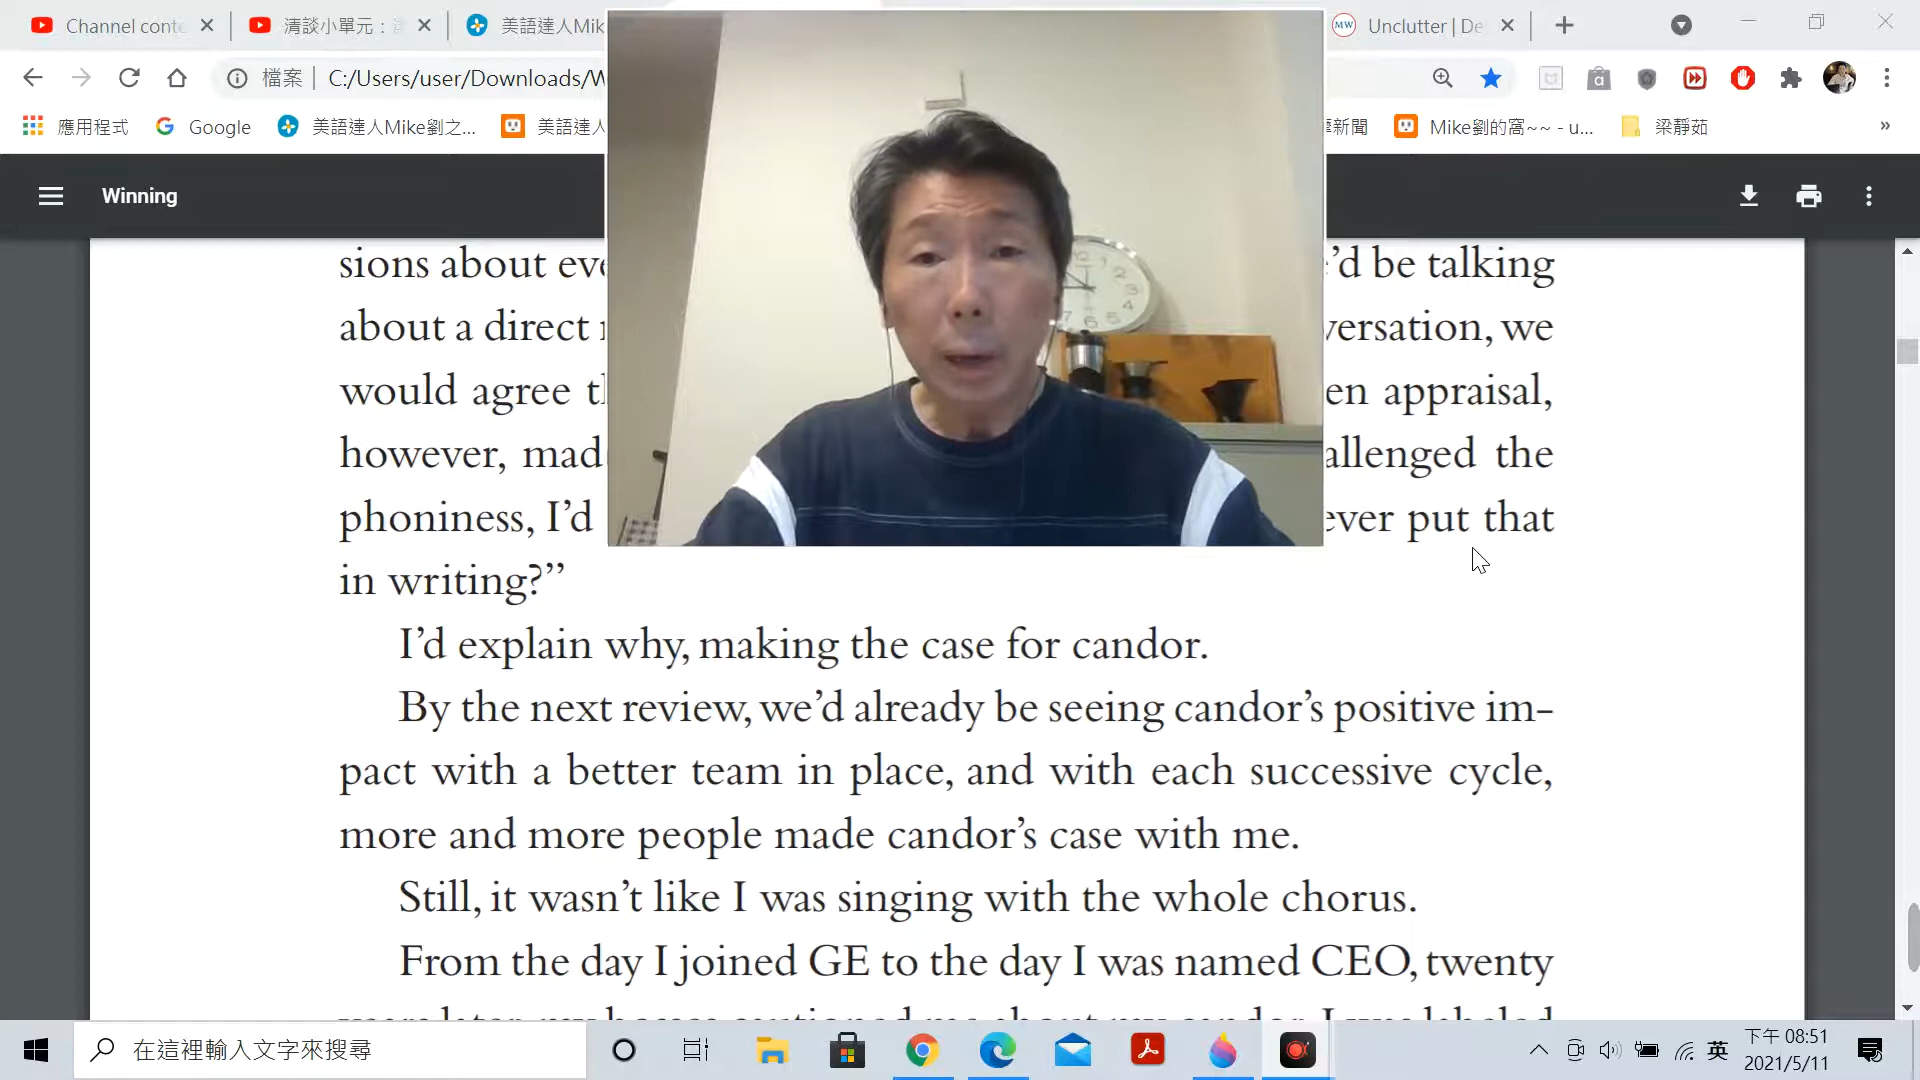 Channel conte
清談小單元：
美語達人Mik
Unclutter | De
檔案
C:/Users/user/Downloads/W
應用程式
Google
美語達人Mike劉之...
美語達人
新聞
Mike劉的窩~~ - u...
梁靜茹
»
Winning
sions about eve
’d be talking
about a direct
versation, we
would agree th
en appraisal,
however, mad
allenged the
phoniness, I’d
ever put that
in writing?”
I’d explain why, making the case for candor.
By the next review, we’d already be seeing candor’s positive im-
pact with a better team in place, and with each successive cycle,
more and more people made candor’s case with me.
Still, it wasn’t like I was singing with the whole chorus.
From the day I joined GE to the day I was named CEO, twenty
在這裡輸入文字來搜尋
英
下午 08:51
2021/5/11